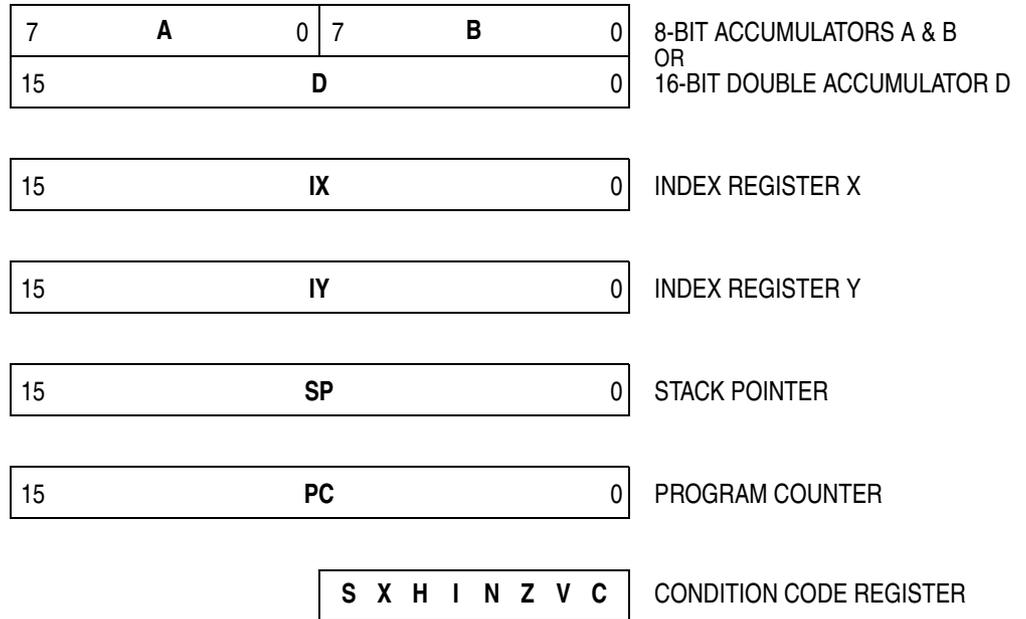 7 A 0 7 B 0 8-BIT ACCUMULATORS A & B
OR
15 D 0 16-BIT DOUBLE ACCUMULATOR D
15 IX 0 INDEX REGISTER X
15 IY 0 INDEX REGISTER Y
15 SP 0 STACK POINTER
15 PC 0 PROGRAM COUNTER
S X H I N Z V C CONDITION CODE REGISTER